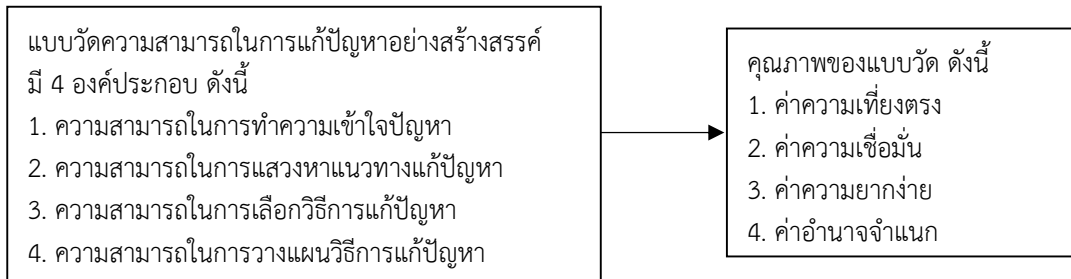 แบบวัดความสามารถในการแก้ปัญหาอย่างสร้างสรรค์
มี 4 องค์ประกอบ ดังนี้
1. ความสามารถในการทำความเข้าใจปัญหา
2. ความสามารถในการแสวงหาแนวทางแก้ปัญหา
3. ความสามารถในการเลือกวิธีการแก้ปัญหา
4. ความสามารถในการวางแผนวิธีการแก้ปัญหา
คุณภาพของแบบวัด ดังนี้
1. ค่าความเที่ยงตรง
2. ค่าความเชื่อมั่น
3. ค่าความยากง่าย
4. ค่าอำนาจจำแนก